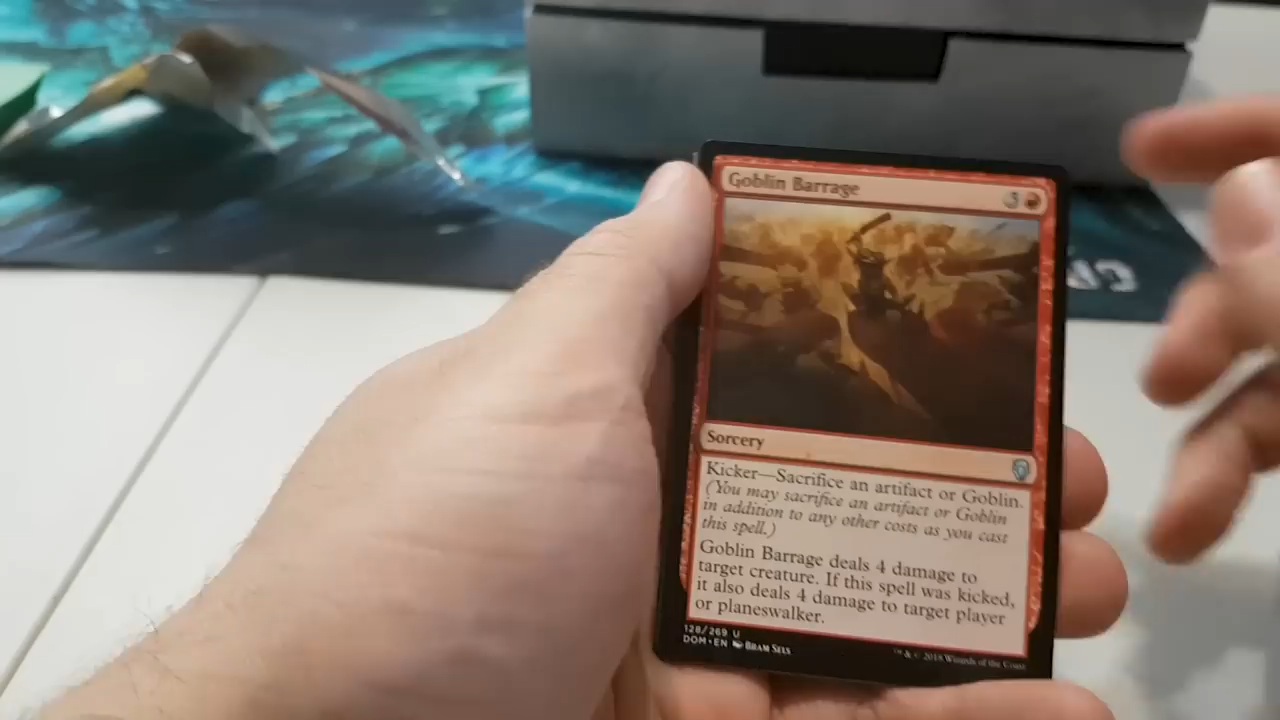 Goblin Barrage 3
Sorcery
Kicker—Sacrifice an artifact or Goblin.
(You may sacrifice an artifact or Goblin
in addition to any other costs as you cast
this spell.)
Goblin Barrage deals 4 damage to
target creature. If this spell was kicked,
it also deals 4 damage to target player
or planeswalker.
128/269 U
DOM • EN BRAM SELS
™ & © 2018 Wizards of the Coast